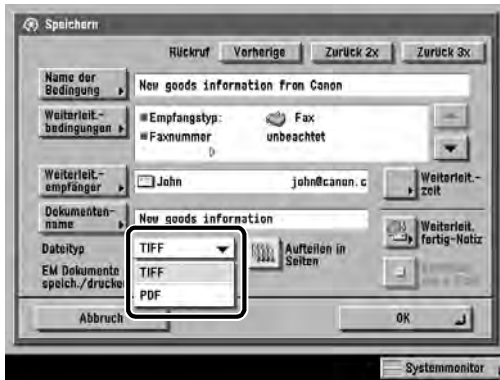 Speichern
Rückruf Vorherige Zurück 2x Zurück 3x
Name der Bedingung New goods information from Canon
Weiterleit.-bedingungen Empfangstyp: Fax
Faxnummer unbeachtet
Weiterleit.-empfänger John john@canon.c Weiterleit.-zeit
Dokumenten-name New goods information Weiterleit. fertig-Notiz
Dateityp TIFF Aufteilen in Seiten
TIFF
EM Dokumente speich./drucke
PDF
Abbruch OK
Systemmonitor